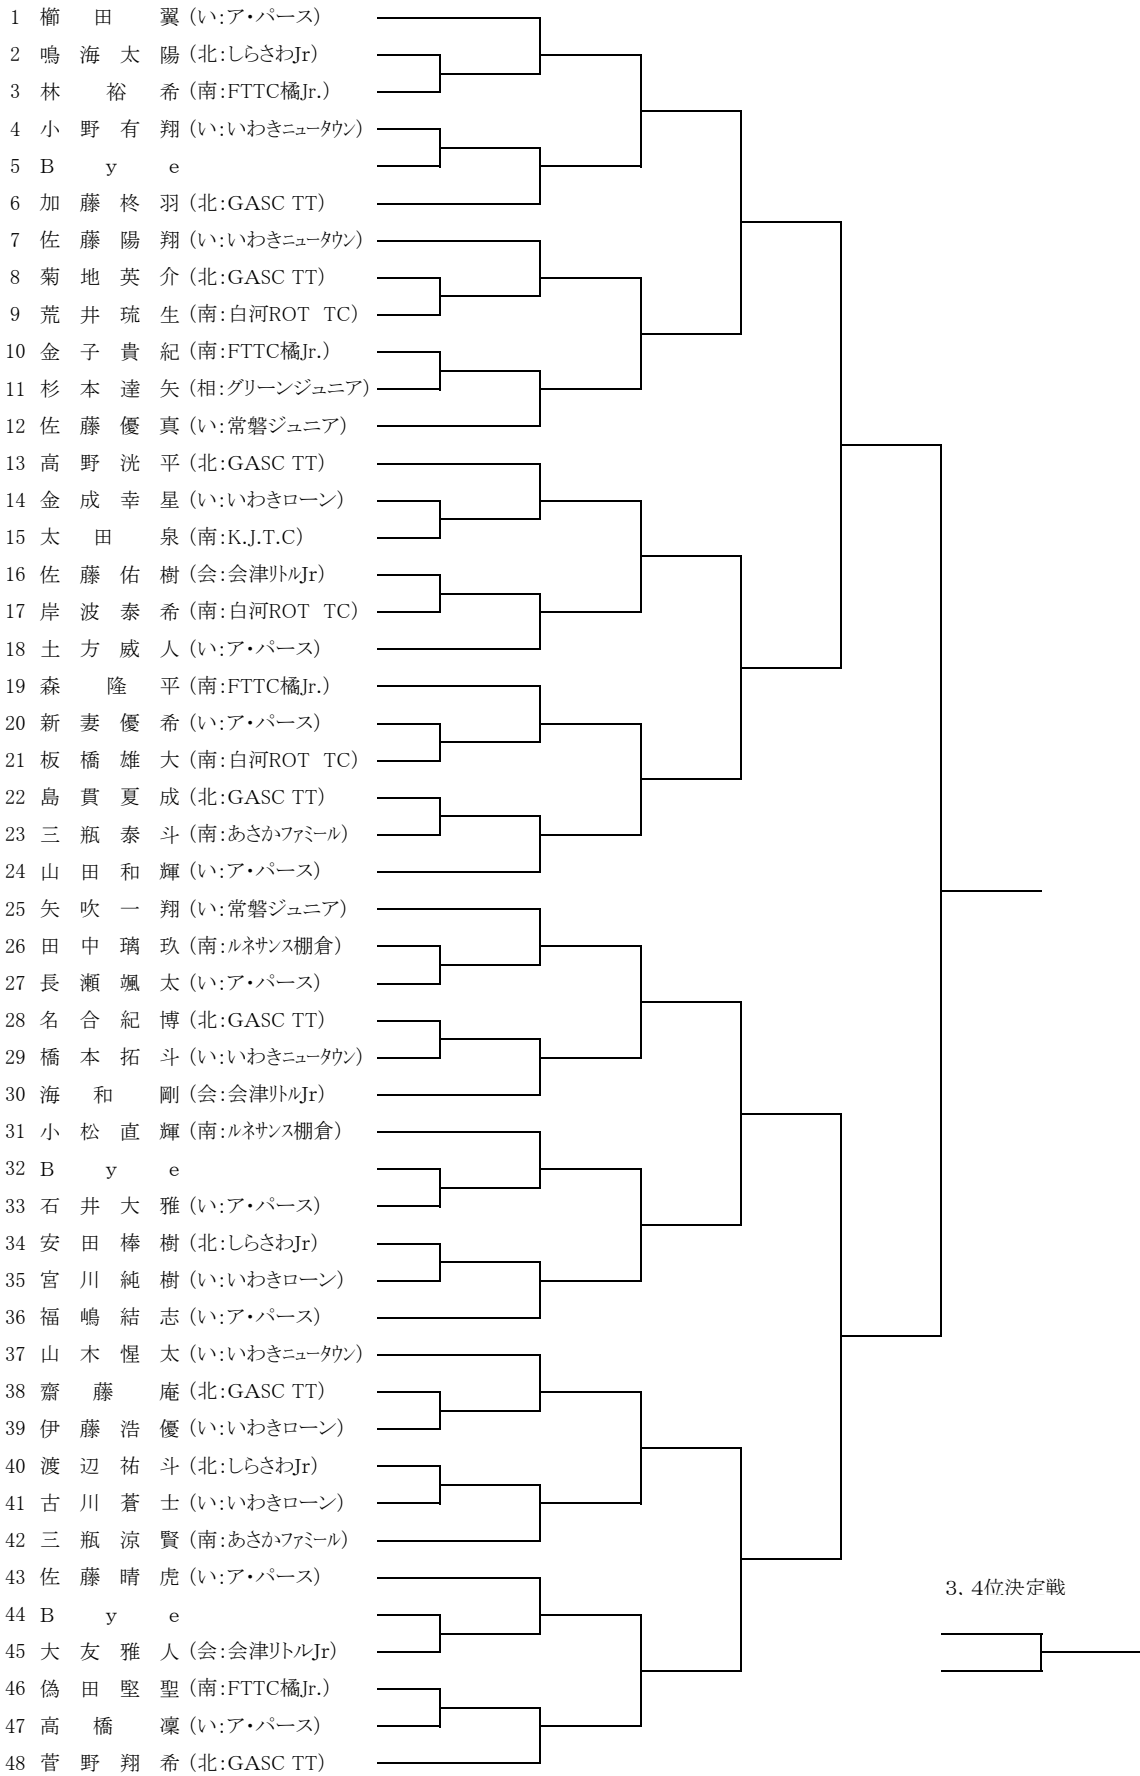 1 櫛田翼 (い:ア・パース)
2 鳴海太陽 (北:しらさわJr)
3 林裕希 (南:FTTC橘Jr.)
4 小野有翔 (い:いわきニュータウン)
5 Bye
6 加藤柊羽 (北:GASC TT)
7 佐藤陽翔 (い:いわきニュータウン)
8 菊地英介 (北:GASC TT)
9 荒井琉生 (南:白河ROT TC)
10 金子貴紀 (南:FTTC橘Jr.)
11 杉本達矢 (相:グリーンジュニア)
12 佐藤優真 (い:常磐ジュニア)
13 高野洸平 (北:GASC TT)
14 金成幸星 (い:いわきローン)
15 太田泉 (南:K.J.T.C)
16 佐藤佑樹 (会:会津リトルJr)
17 岸波泰希 (南:白河ROT TC)
18 土方威人 (い:ア・パース)
19 森隆平 (南:FTTC橘Jr.)
20 新妻優希 (い:ア・パース)
21 板橋雄大 (南:白河ROT TC)
22 島貫夏成 (北:GASC TT)
23 三瓶泰斗 (南:あさかファミール)
24 山田和輝 (い:ア・パース)
25 矢吹一翔 (い:常磐ジュニア)
26 田中璃玖 (南:ルネサンス棚倉)
27 長瀬颯太 (い:ア・パース)
28 名合紀博 (北:GASC TT)
29 橋本拓斗 (い:いわきニュータウン)
30 海和剛 (会:会津リトルJr)
31 小松直輝 (南:ルネサンス棚倉)
32 Bye
33 石井大雅 (い:ア・パース)
34 安田棒樹 (北:しらさわJr)
35 宮川純樹 (い:いわきローン)
36 福嶋結志 (い:ア・パース)
37 山木惺太 (い:いわきニュータウン)
38 齋藤庵 (北:GASC TT)
39 伊藤浩優 (い:いわきローン)
40 渡辺祐斗 (北:しらさわJr)
41 古川蒼士 (い:いわきローン)
42 三瓶涼賢 (南:あさかファミール)
43 佐藤晴虎 (い:ア・パース)
3, 4位決定戦
44 Bye
45 大友雅人 (会:会津リトルJr)
46 偽田堅聖 (南:FTTC橘Jr.)
47 高橋凜 (い:ア・パース)
48 菅野翔希 (北:GASC TT)